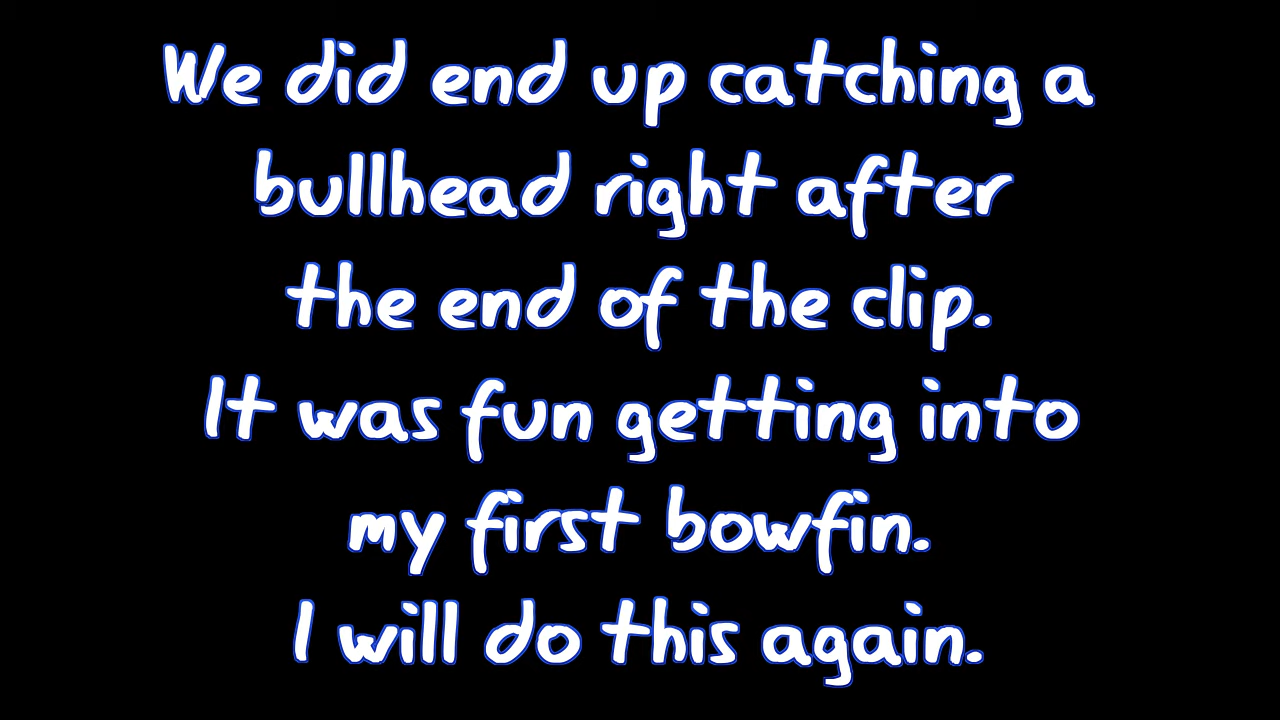 We did end up catching a
bullhead right after
the end of the clip.
It was fun getting into
my first bowfin.
I will do this again.